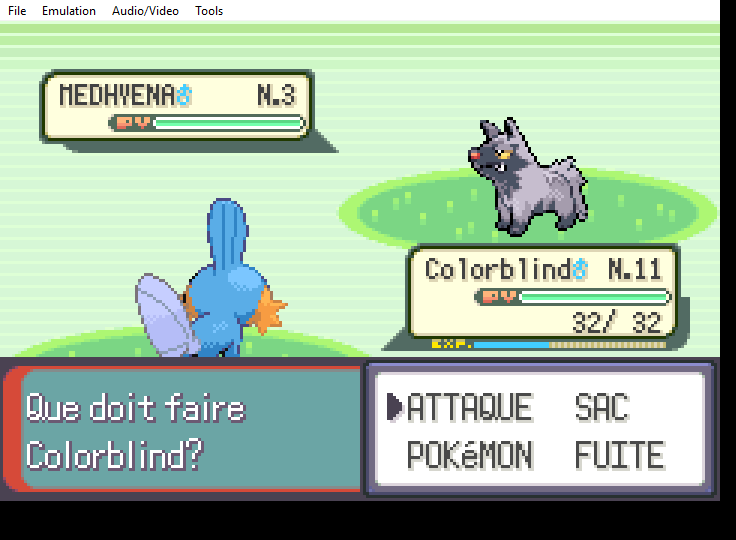 File Emulation Audio/Video Tools
MEDHYENA♂ N.3
PV
Colorblind♂ N.11
PV
32/ 32
EXP.
Que doit faire
Colorblind?
ATTAQUE SAC
POKéMON FUITE